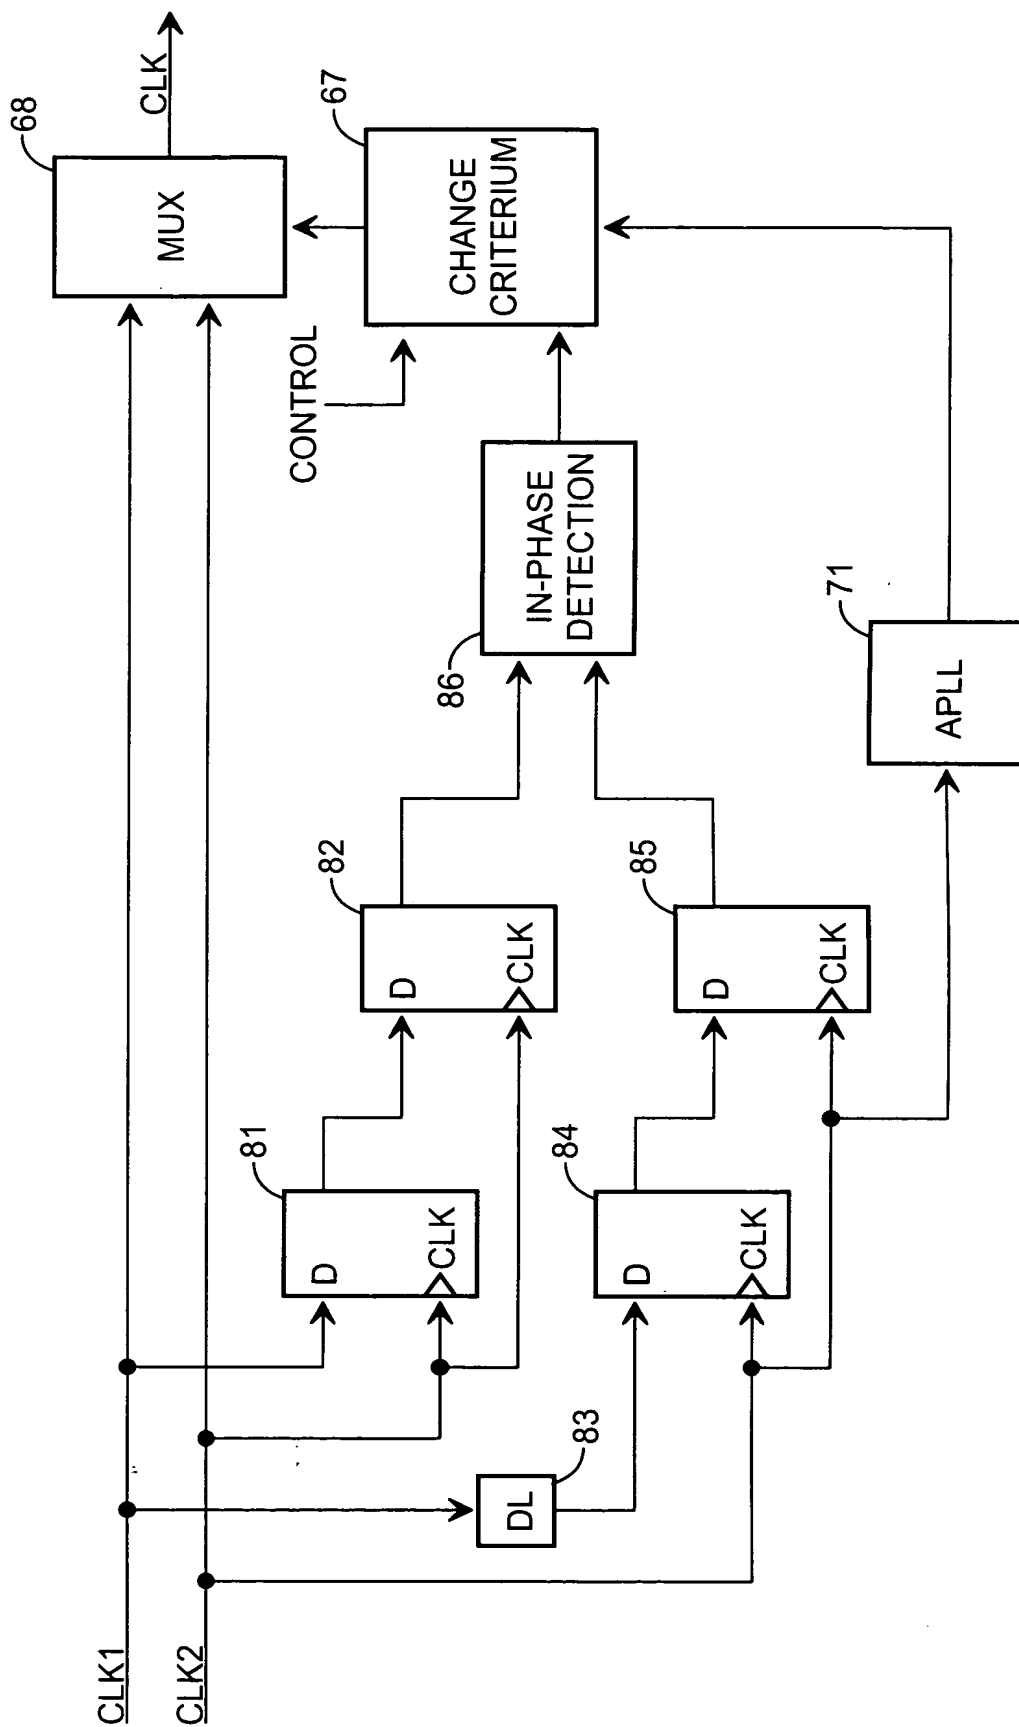 CLK1
CLK2
68
MUX
CLK
CONTROL
67
CHANGE
CRITERIUM
81
D
CLK
82
D
CLK
86
IN-PHASE
DETECTION
DL
83
84
D
CLK
85
D
CLK
71
APLL